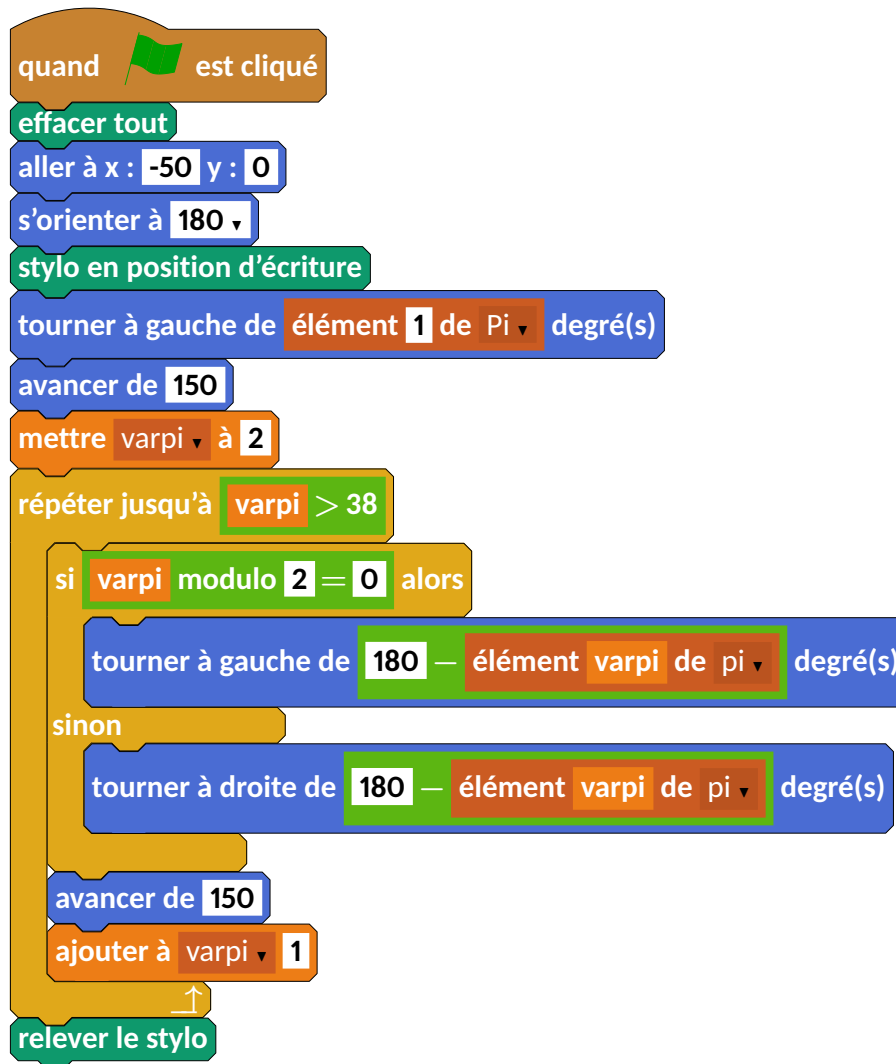 quand est cliqué
effacer tout
aller à x : -50 y : 0
s’orienter à 180
stylo en position d’écriture
tourner à gauche de élément 1 de Pi degré(s)
avancer de 150
mettre varpi à 2
répéter jusqu’à varpi > 38
si varpi modulo 2 = 0 alors
tourner à gauche de 180 − élément varpi de pi degré(s)
sinon
tourner à droite de 180 − élément varpi de pi degré(s)
avancer de 150
ajouter à varpi 1
relever le stylo